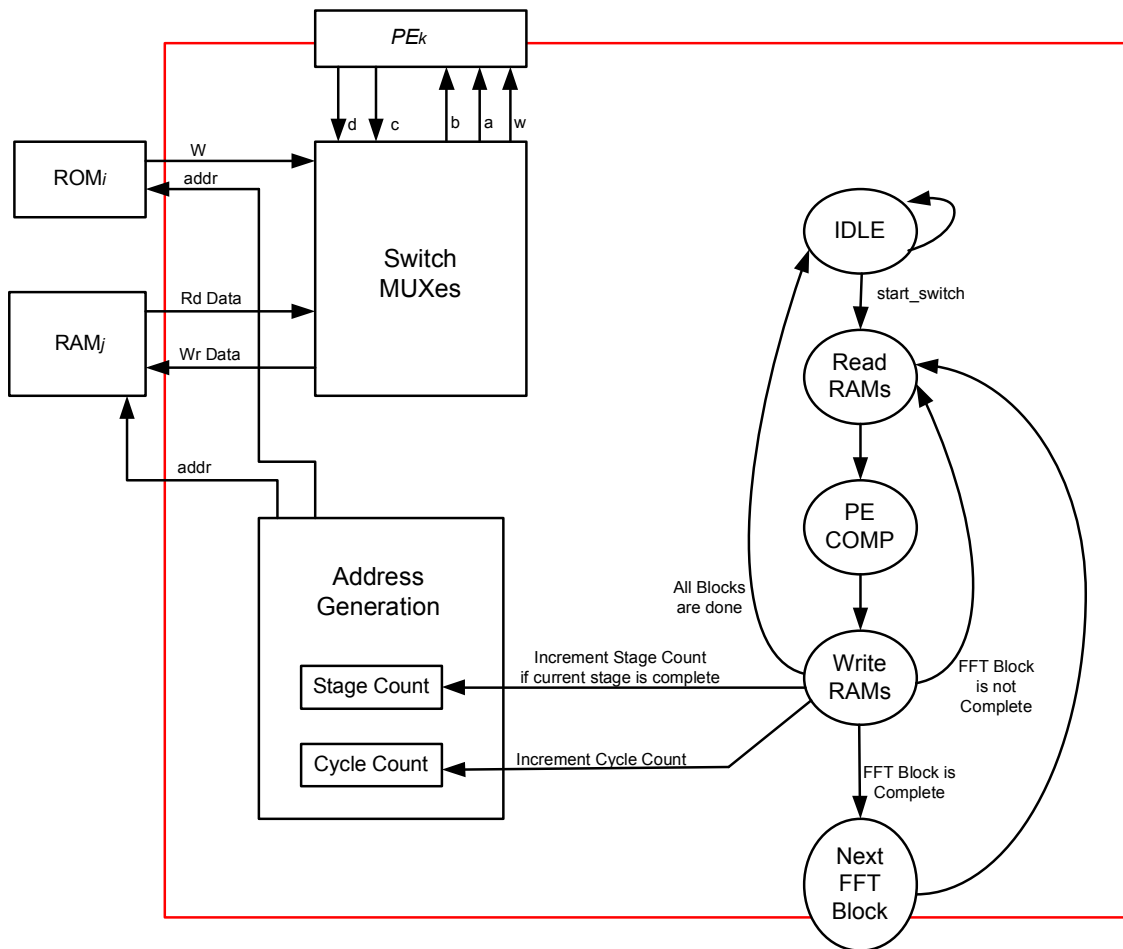 PEk
d
c
b
a
w
W
ROMi
addr
Switch
MUXes
Rd Data
RAMj
Wr Data
addr
Address
Generation
Stage Count
Cycle Count
Increment Stage Count
if current stage is complete
Increment Cycle Count
IDLE
start_switch
Read
RAMs
PE
COMP
All Blocks
are done
Write
RAMs
FFT Block
is not
Complete
FFT Block is
Complete
Next
FFT
Block